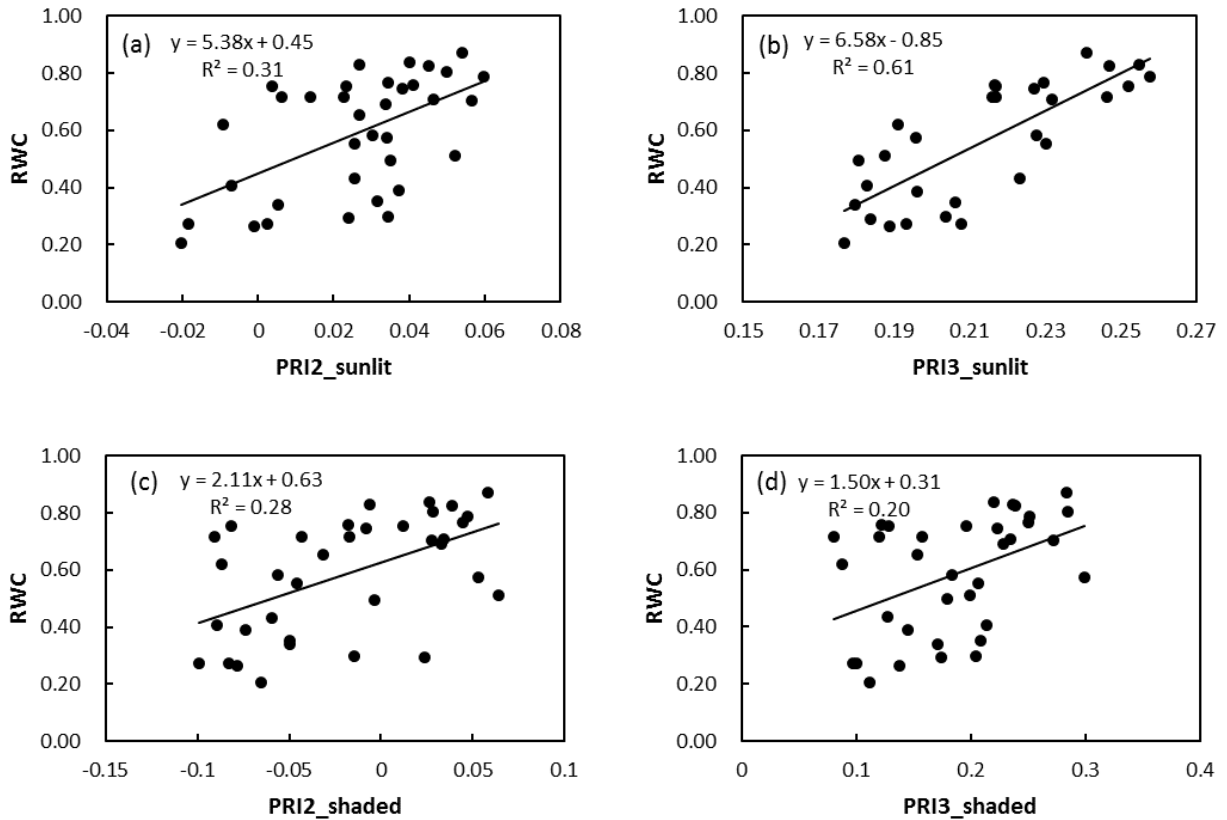 (a)
y = 5.38x + 0.45
R² = 0.31
1.00
0.80
0.60
0.40
0.20
0.00
RWC
-0.04
-0.02
0
0.02
0.04
0.06
0.08
PRI2_sunlit
(b)
y = 6.58x - 0.85
R² = 0.61
1.00
0.80
0.60
0.40
0.20
0.00
RWC
0.15
0.17
0.19
0.21
0.23
0.25
0.27
PRI3_sunlit
(c)
y = 2.11x + 0.63
R² = 0.28
1.00
0.80
0.60
0.40
0.20
0.00
RWC
-0.15
-0.1
-0.05
0
0.05
0.1
PRI2_shaded
(d)
y = 1.50x + 0.31
R² = 0.20
1.00
0.80
0.60
0.40
0.20
0.00
RWC
0
0.1
0.2
0.3
0.4
PRI3_shaded